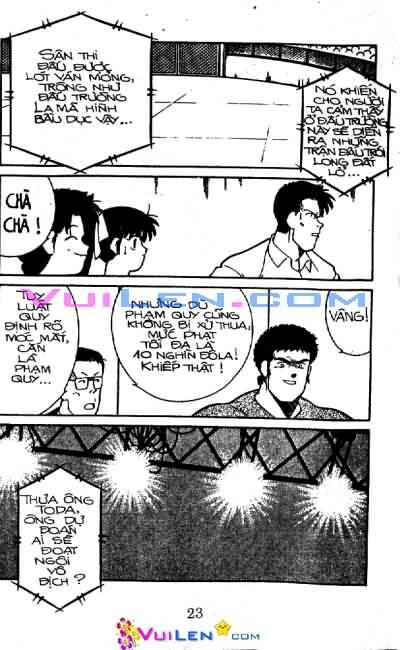 SÂN THI
ĐẤU ĐƯỢC
LÓT VÁN MỎNG,
TRÔNG NHƯ
ĐẤU TRƯỜNG
LA MÃ HÌNH
BẦU DỤC VẬY...
NÓ KHIẾN
CHO NGƯỜI
TA CẢM THẤY
Ở ĐẤU TRƯỜNG
NÀY SẼ DIỄN
RA NHỮNG
TRẬN ĐẤU TRỜI
LONG ĐẤT
LỞ...
CHÀ
CHÀ !
TUY
LUẬT
QUY
ĐỊNH RÕ,
MÓC MẮT,
CẮN
LÀ
PHẠM
QUY...
NHƯNG DÙ
PHẠM QUY CŨNG
KHÔNG BỊ XỬ THUA,
MỨC PHẠT
TỐI ĐA LÀ
10 NGHÌN ĐÔLA!
KHIẾP THẬT !
VÂNG!
VUILEN.COM
THƯA ÔNG
TODA,
ÔNG DỰ
ĐOÁN
AI SẼ
ĐOẠT
NGÔI
VÔ
ĐỊCH ?
23
VUILEN.COM